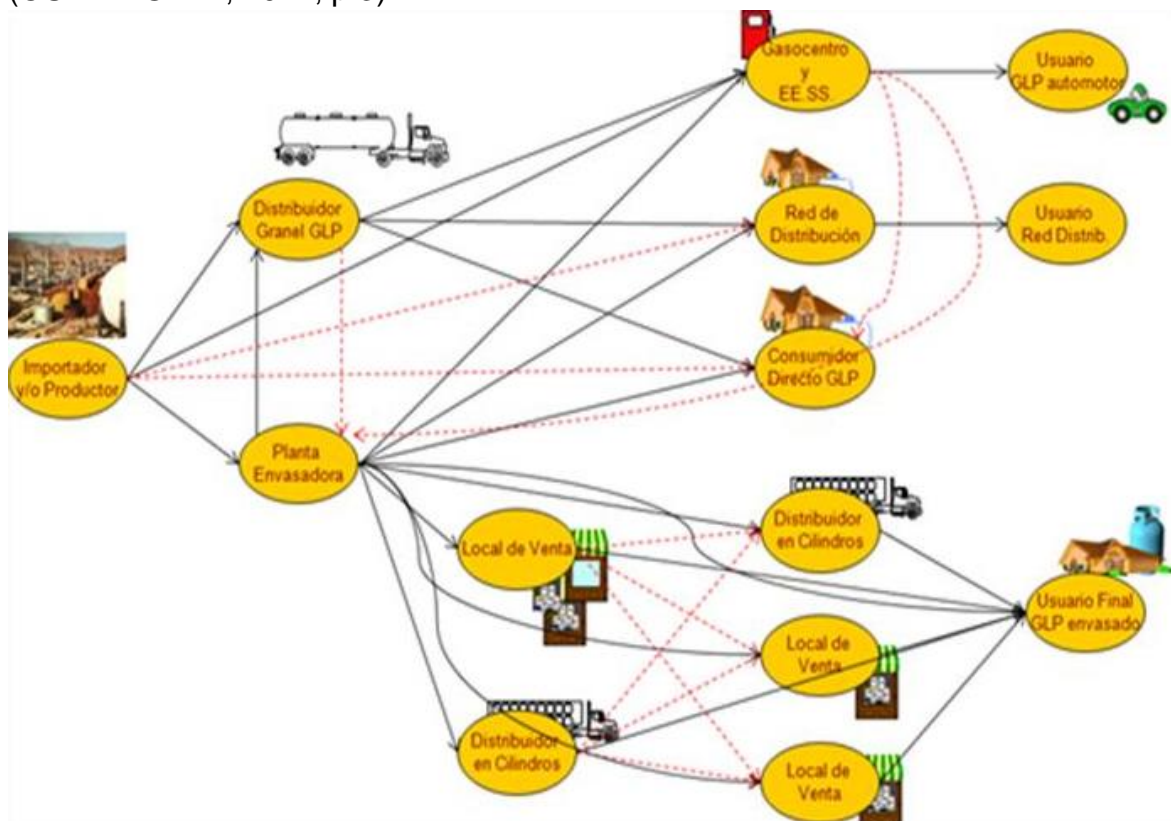 Gasocentro
y
EE.SS.
Usuario
GLP automotor
Distribuidor
Granel GLP
Red de
Distribución
Usuario
Red Distrib.
Importador
y/o Productor
Consumidor
Directo GLP
Planta
Envasadora
Local de Venta
Distribuidor
en Cilindros
Usuario Final
GLP envasado
Local de
Venta
Distribuidor
en Cilindros
Local de
Venta